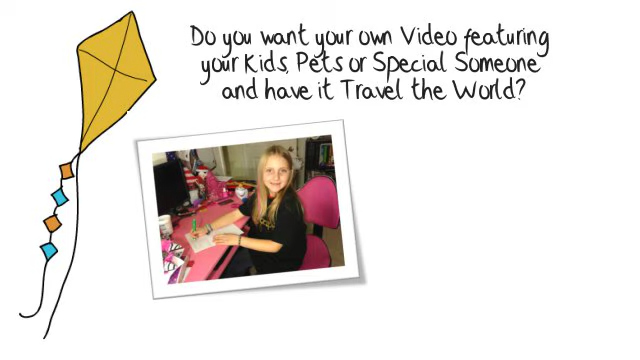 Do you want your own Video featuring
your Kids, Pets or Special Someone
and have it Travel the World?